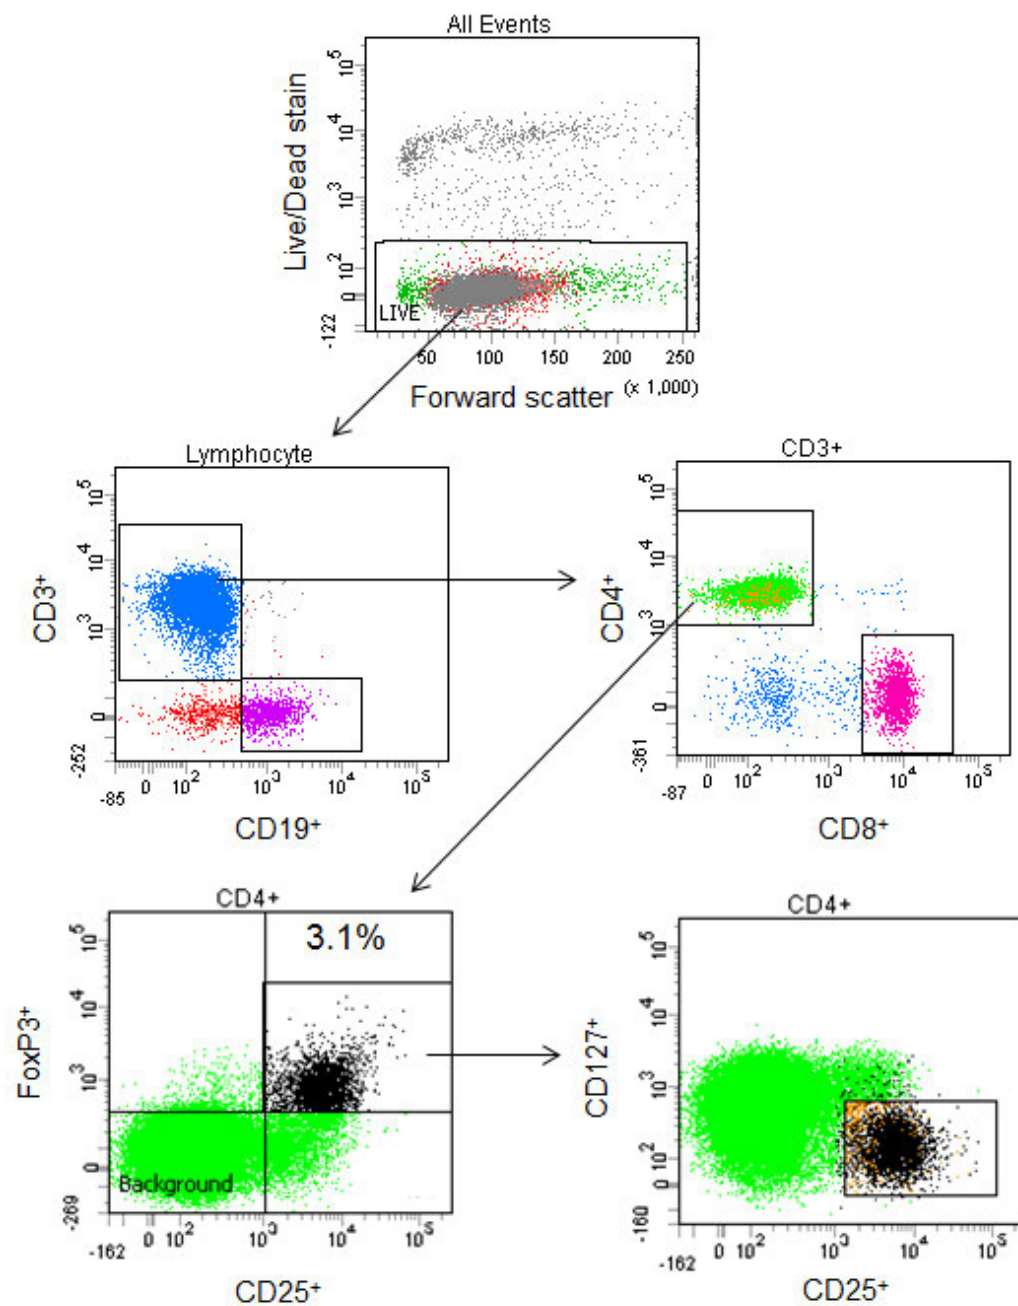 All Events
Live/Dead stain
10^5
10^4
10^3
10^2
0
-122
LIVE
50 100 150 200 250
(x 1,000)
Forward scatter
Lymphocyte
CD3+
10^5
10^4
10^3
0
-252
-85 0 10^2 10^3 10^4 10^5
CD19+
CD3+
CD4+
10^5
10^4
10^3
0
-361
-87 0 10^2 10^3 10^4 10^5
CD8+
CD4+
3.1%
FoxP3+
10^5
10^4
10^3
0
-269
Background
-162 0 10^2 10^3 10^4 10^5
CD25+
CD4+
CD127+
10^5
10^4
10^3
10^2
0
-160
-162 0 10^2 10^3 10^4 10^5
CD25+